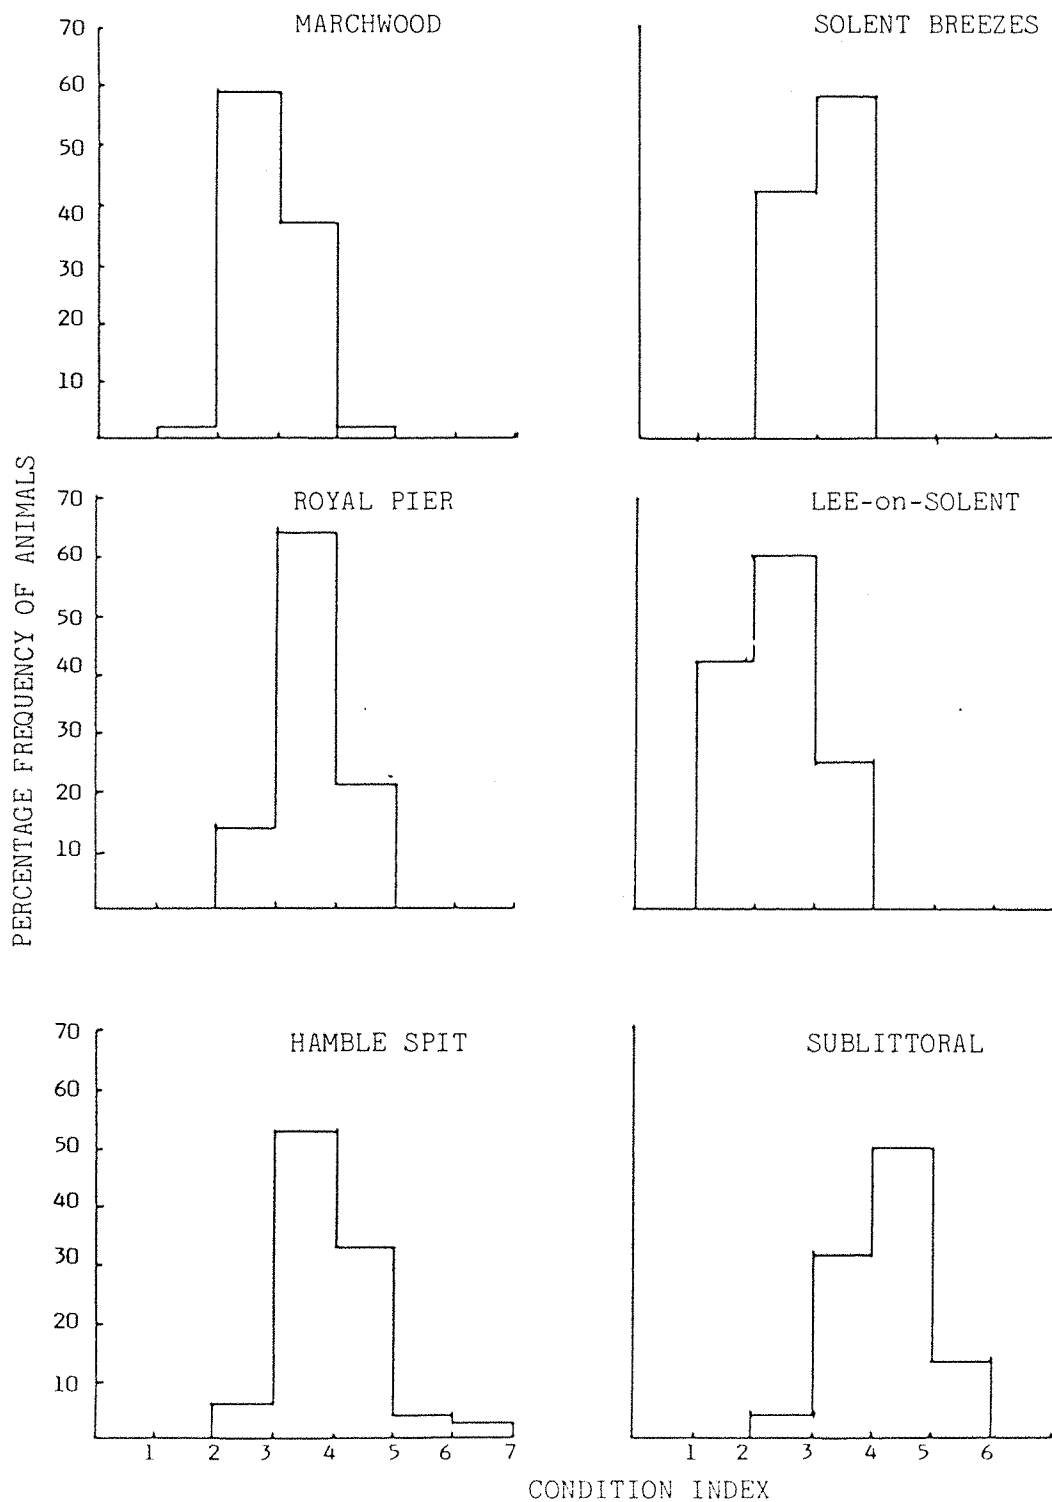 MARCHWOOD
70
60
50
40
30
20
10
SOLENT BREEZES
PERCENTAGE FREQUENCY OF ANIMALS
ROYAL PIER
70
60
50
40
30
20
10
LEE-on-SOLENT
HAMBLE SPIT
70
60
50
40
30
20
10
1 2 3 4 5 6 7
SUBLITTORAL
1 2 3 4 5 6
CONDITION INDEX